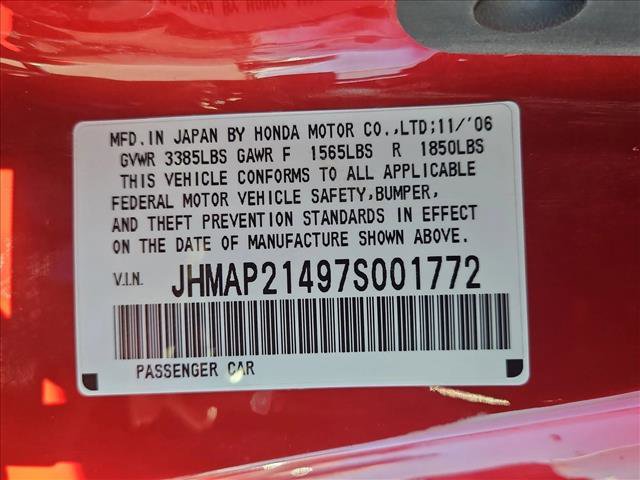 MFD. IN JAPAN BY HONDA MOTOR CO.,LTD;11/'06
GVWR 3385LBS GAWR F 1565LBS R 1850LBS
THIS VEHICLE CONFORMS TO ALL APPLICABLE
FEDERAL MOTOR VEHICLE SAFETY,BUMPER,
AND THEFT PREVENTION STANDARDS IN EFFECT
ON THE DATE OF MANUFACTURE SHOWN ABOVE.
V.I.N. JHMAP21497S001772
PASSENGER CAR